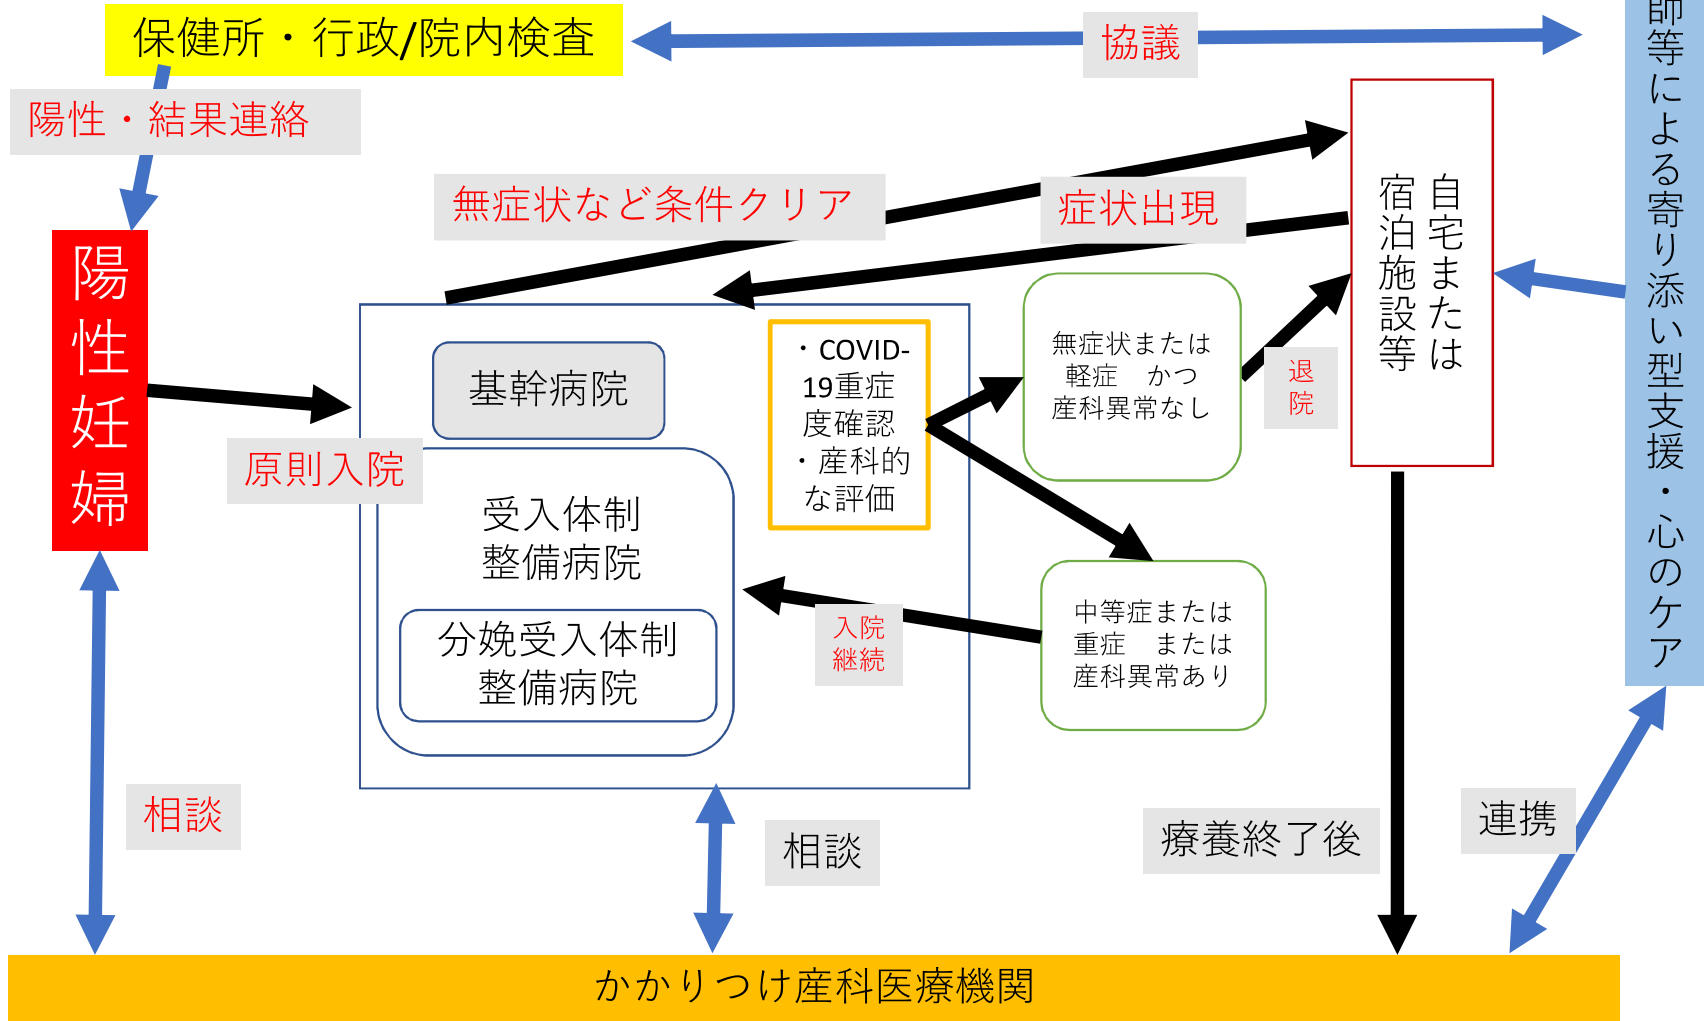 保健所・行政/院内検査
協議
陽性・結果連絡
師等による寄り添い型支援・心のケア
無症状など条件クリア
症状出現
自宅または
宿泊施設等
陽性妊婦
基幹病院
・COVID-
19重症
度確認
・産科的
な評価
無症状または
軽症　かつ
産科異常なし
退
院
原則入院
受入体制
整備病院
分娩受入体制
整備病院
入院
継続
中等症または
重症　または
産科異常あり
相談
相談
療養終了後
連携
かかりつけ産科医療機関